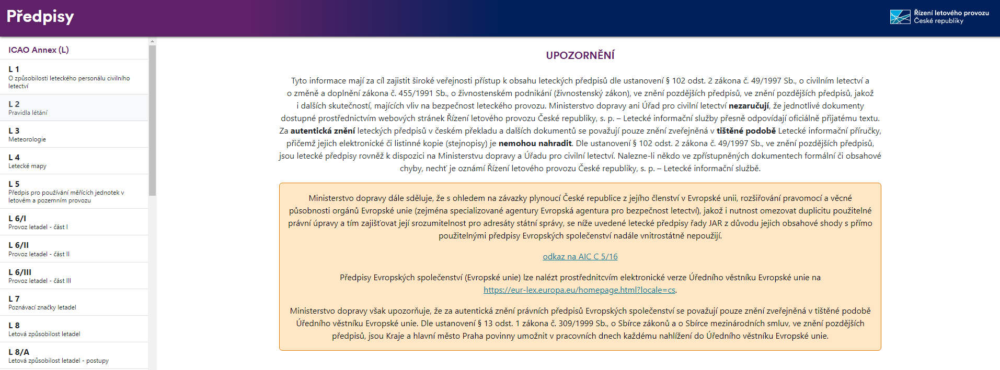 Předpisy
Řízení letového provozu
České republiky
ICAO Annex (L)
L 1
O způsobilosti leteckého personálu civilního
letectví
L 2
Pravidla létání
L 3
Meteorologie
L 4
Letecké mapy
L 5
Předpis pro používání měřících jednotek v
letovém a pozemním provozu
L 6/I
Provoz letadel - část I
L 6/II
Provoz letadel - část II
L 6/III
Provoz letadel - část III
L 7
Poznávací značky letadel
L 8
Letová způsobilost letadel
L 8/A
Letová způsobilost letadel - postupy
UPOZORNĚNÍ
Tyto informace mají za cíl zajistit široké veřejnosti přístup k obsahu leteckých předpisů dle ustanovení § 102 odst. 2 zákona č. 49/1997 Sb., o civilním letectví a
o změně a doplnění zákona č. 455/1991 Sb., o živnostenském podnikání (živnostenský zákon), ve znění pozdějších předpisů, ve znění pozdějších předpisů, jakož
i dalších skutečností, majících vliv na bezpečnost leteckého provozu. Ministerstvo dopravy ani Úřad pro civilní letectví nezaručují, že jednotlivé dokumenty
dostupné prostřednictvím webových stránek Řízení letového provozu České republiky, s. p. – Letecké informační služby přesně odpovídají oficiálně přijatému textu.
Za autentická znění leteckých předpisů v českém překladu a dalších dokumentů se považují pouze znění zveřejněná v tištěné podobě Letecké informační příručky,
přičemž jejich elektronické či listinné kopie (stejnopisy) je nemohou nahradit. Dle ustanovení § 102 odst. 2 zákona č. 49/1997 Sb., ve znění pozdějších předpisů,
jsou letecké předpisy rovněž k dispozici na Ministerstvu dopravy a Úřadu pro civilní letectví. Nalezne-li někdo ve zpřístupněných dokumentech formální či obsahové
chyby, nechť je oznámí Řízení letového provozu České republiky, s. p. – Letecké informační službě.
Ministerstvo dopravy dále sděluje, že s ohledem na závazky plynoucí České republice z jejího členství v Evropské unii, rozšiřování pravomocí a věcné
působnosti orgánů Evropské unie (zejména specializované agentury Evropská agentura pro bezpečnost letectví), jakož i nutnost omezovat duplicitu použitelné
právní úpravy a tím zajišťovat její srozumitelnost pro adresáty státní správy, se níže uvedené letecké předpisy řady JAR z důvodu jejich obsahové shody s přímo
použitelnými předpisy Evropských společenství nadále vnitrostátně nepoužijí.
odkaz na AIC C 5/16
Předpisy Evropských společenství (Evropské unie) lze nalézt prostřednitcvím elektronické verze Úředního věstníku Evropské unie na
https://eur-lex.europa.eu/homepage.html?locale=cs.
Ministerstvo dopravy však upozorňuje, že za autentická znění právních předpisů Evropských společenství se považují pouze znění zveřejněná v tištěné podobě
Úředního věstníku Evropské unie. Dle ustanovení § 13 odst. 1 zákona č. 309/1999 Sb., o Sbírce zákonů a o Sbírce mezinárodních smluv, ve znění pozdějších
předpisů, jsou Kraje a hlavní město Praha povinny umožnit v pracovních dnech každému nahlížení do Úředního věstníku Evropské unie.